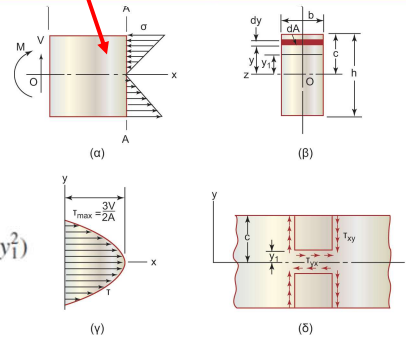 A
V
σ
M
O
x
A
(α)
dy
b
dA
y
y₁
c
z
O
h
(β)
y
τmax = 3V/2A
x
τ
(γ)
y₁²)
y
c
τxy
y₁
τyx
x
(δ)